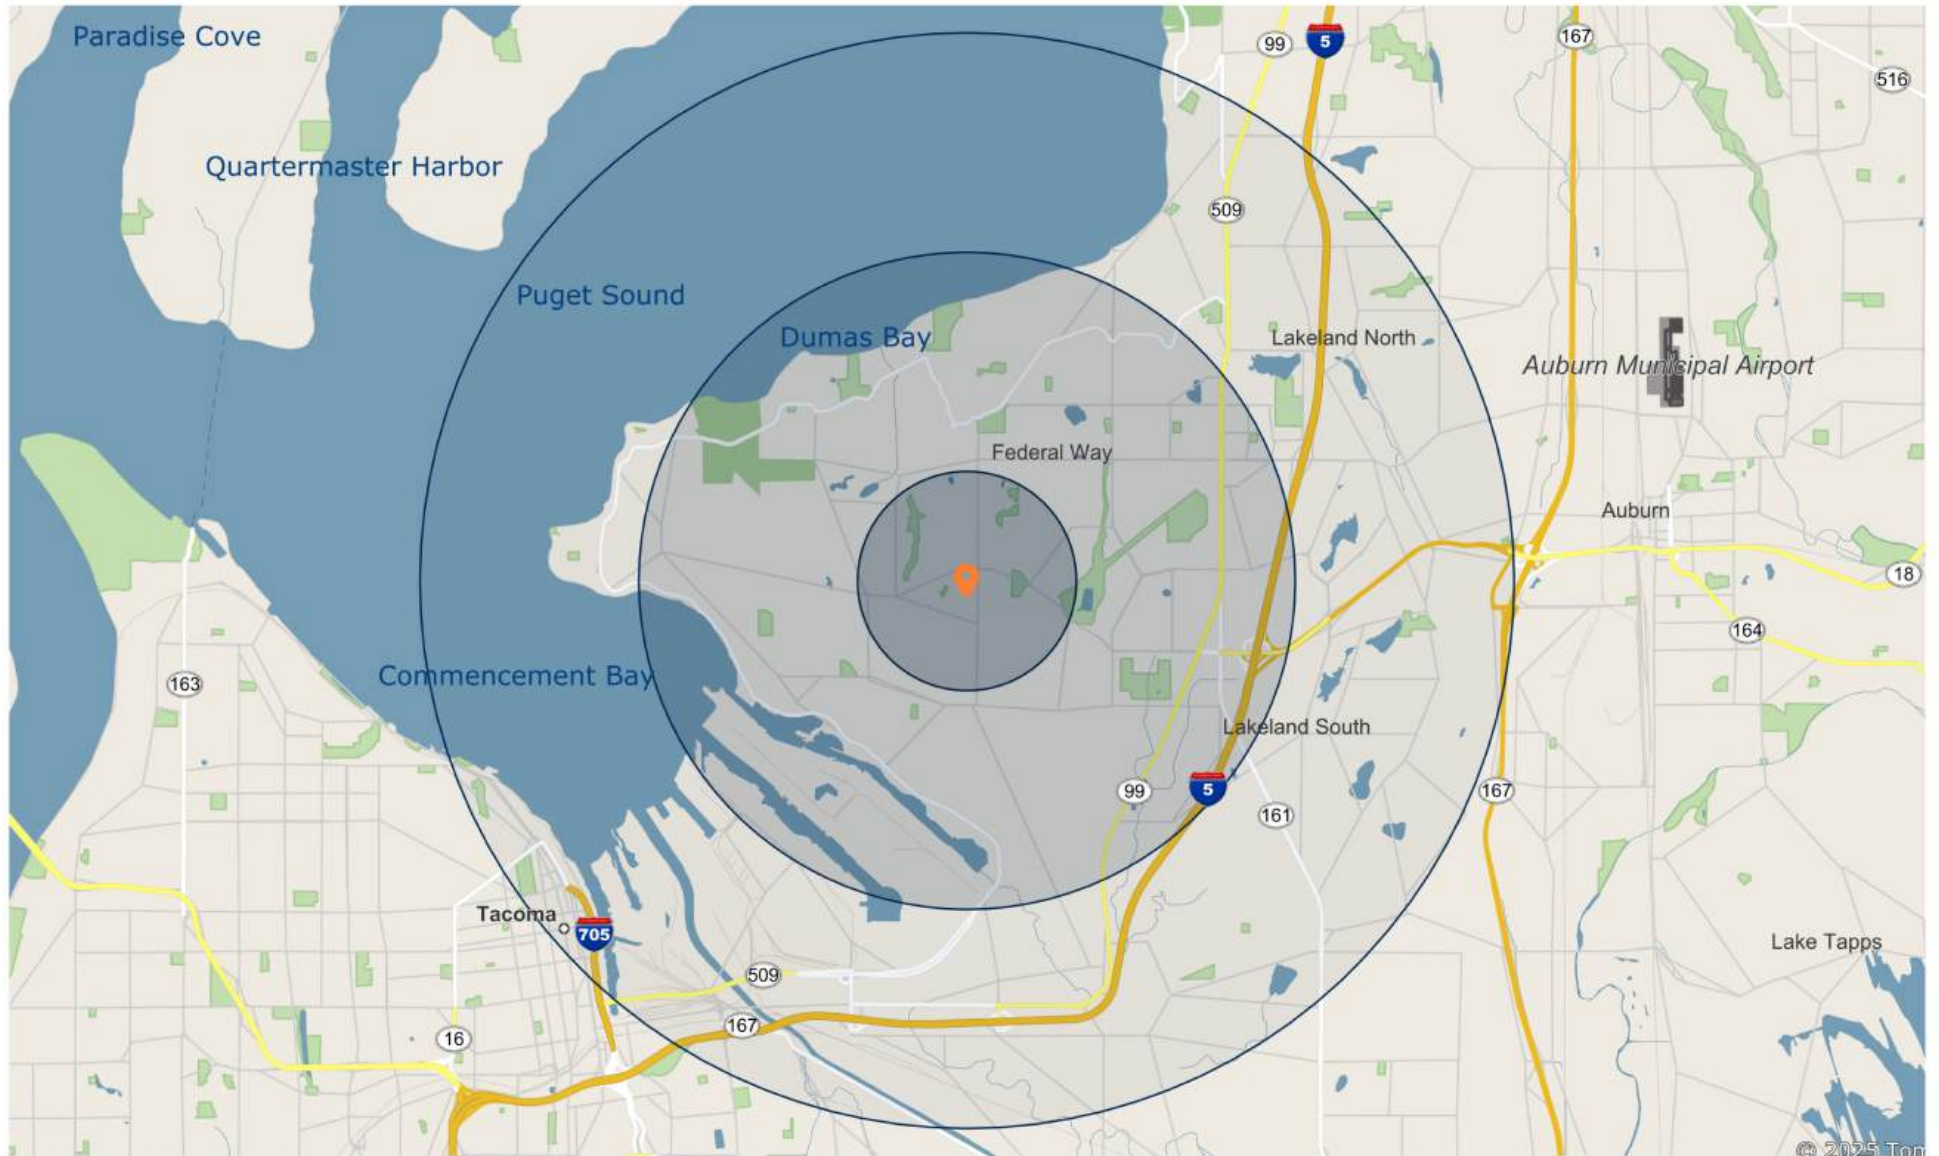 Paradise Cove
99
5
167
516
Quartermaster Harbor
509
Puget Sound
Dumas Bay
Lakeland North
Auburn Municipal Airport
Federal Way
Auburn
18
164
163
Commencement Bay
Lakeland South
99
5
161
167
Tacoma
705
Lake Tapps
509
167
16
© 2025 Tom